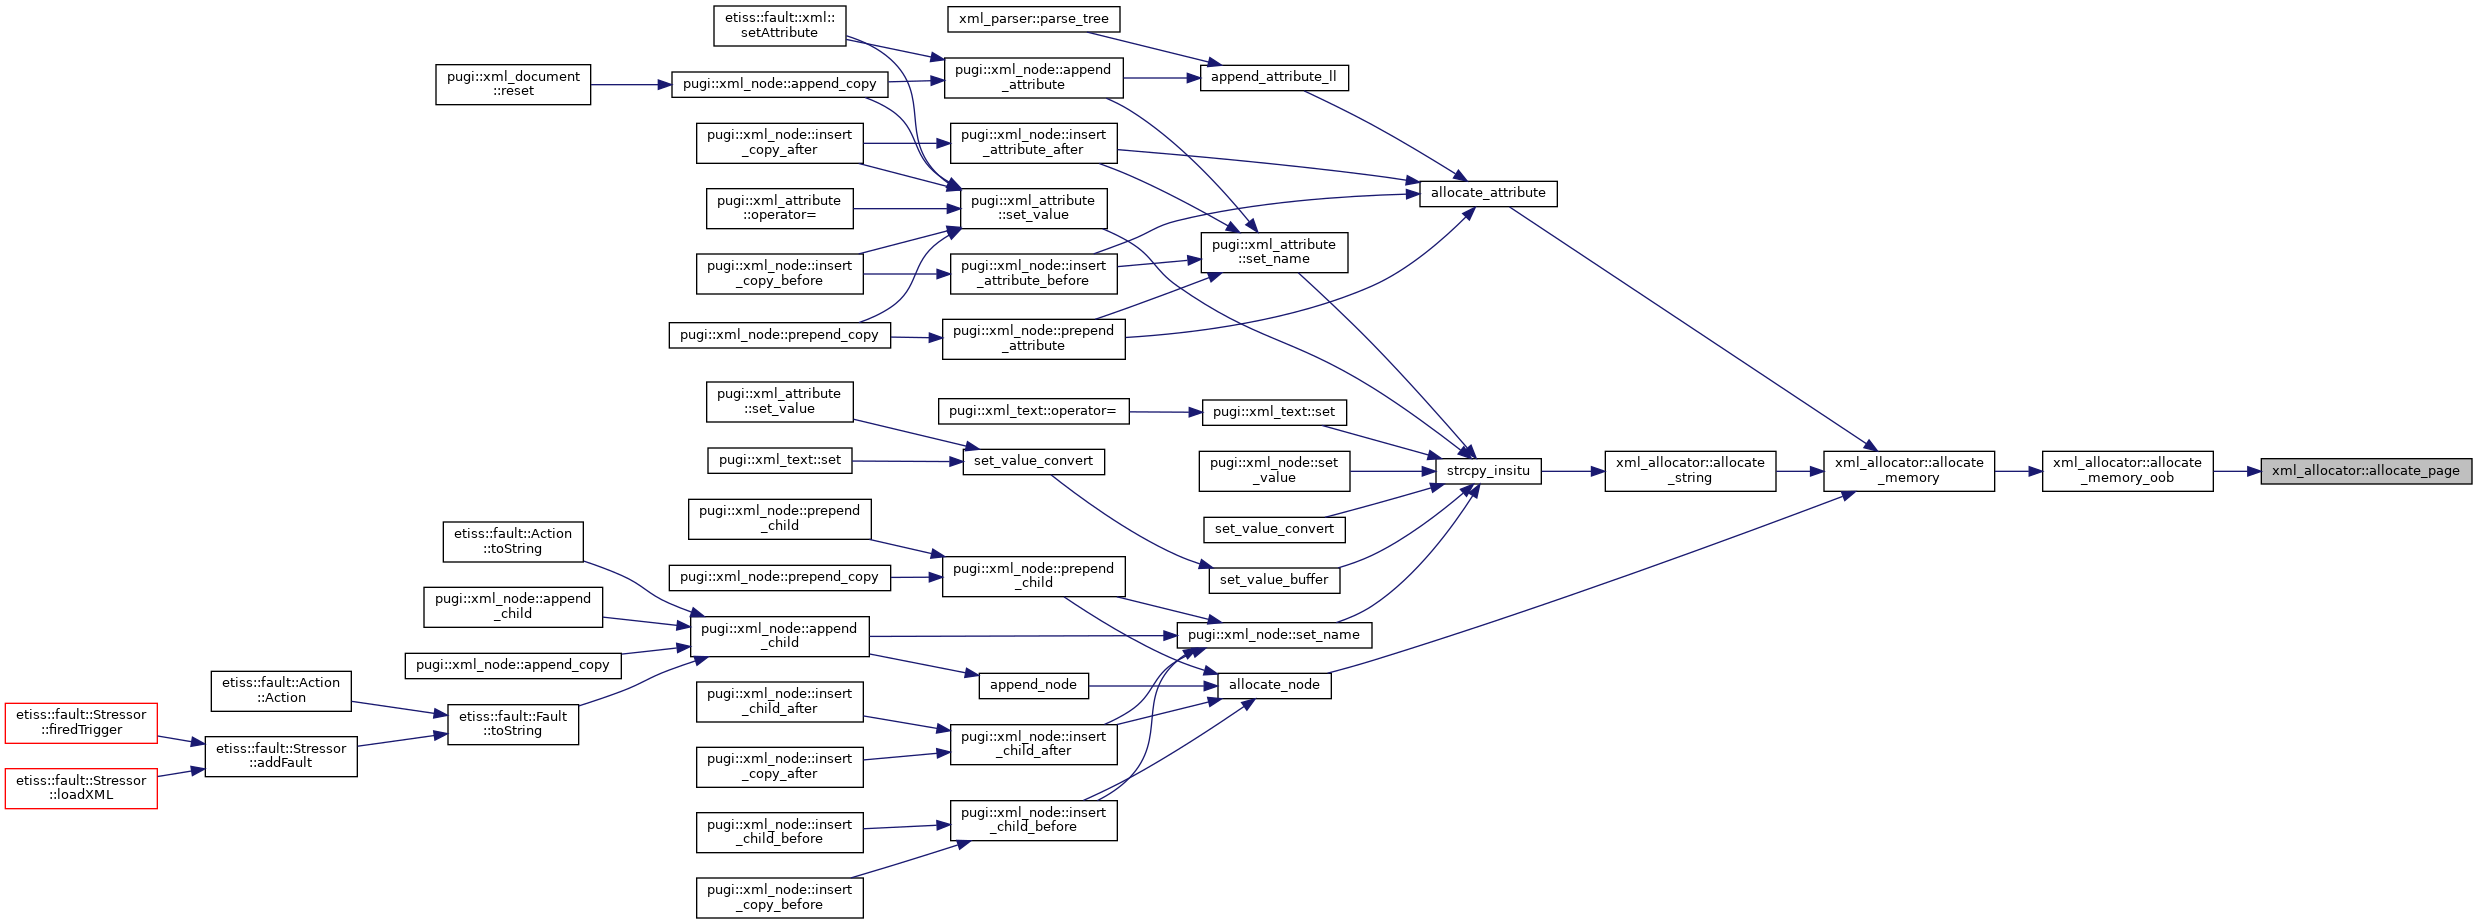 etiss::fault::xml::
setAttribute
xml_parser::parse_tree
pugi::xml_document
::reset
pugi::xml_node::append_copy
pugi::xml_node::append
_attribute
append_attribute_ll
pugi::xml_node::insert
_copy_after
pugi::xml_node::insert
_attribute_after
pugi::xml_attribute
::operator=
pugi::xml_attribute
::set_value
allocate_attribute
pugi::xml_node::insert
_copy_before
pugi::xml_node::insert
_attribute_before
pugi::xml_attribute
::set_name
pugi::xml_node::prepend_copy
pugi::xml_node::prepend
_attribute
pugi::xml_attribute
::set_value
pugi::xml_text::operator=
pugi::xml_text::set
pugi::xml_text::set
set_value_convert
pugi::xml_node::set
_value
strcpy_insitu
xml_allocator::allocate
_string
xml_allocator::allocate
_memory
xml_allocator::allocate
_memory_oob
xml_allocator::allocate_page
pugi::xml_node::prepend
_child
set_value_convert
etiss::fault::Action
::toString
pugi::xml_node::prepend_copy
pugi::xml_node::prepend
_child
set_value_buffer
pugi::xml_node::append
_child
pugi::xml_node::append
_child
pugi::xml_node::set_name
pugi::xml_node::append_copy
etiss::fault::Action
::Action
pugi::xml_node::insert
_child_after
append_node
allocate_node
etiss::fault::Stressor
::firedTrigger
etiss::fault::Fault
::toString
etiss::fault::Stressor
::addFault
pugi::xml_node::insert
_child_after
pugi::xml_node::insert
_copy_after
etiss::fault::Stressor
::loadXML
pugi::xml_node::insert
_child_before
pugi::xml_node::insert
_child_before
pugi::xml_node::insert
_copy_before